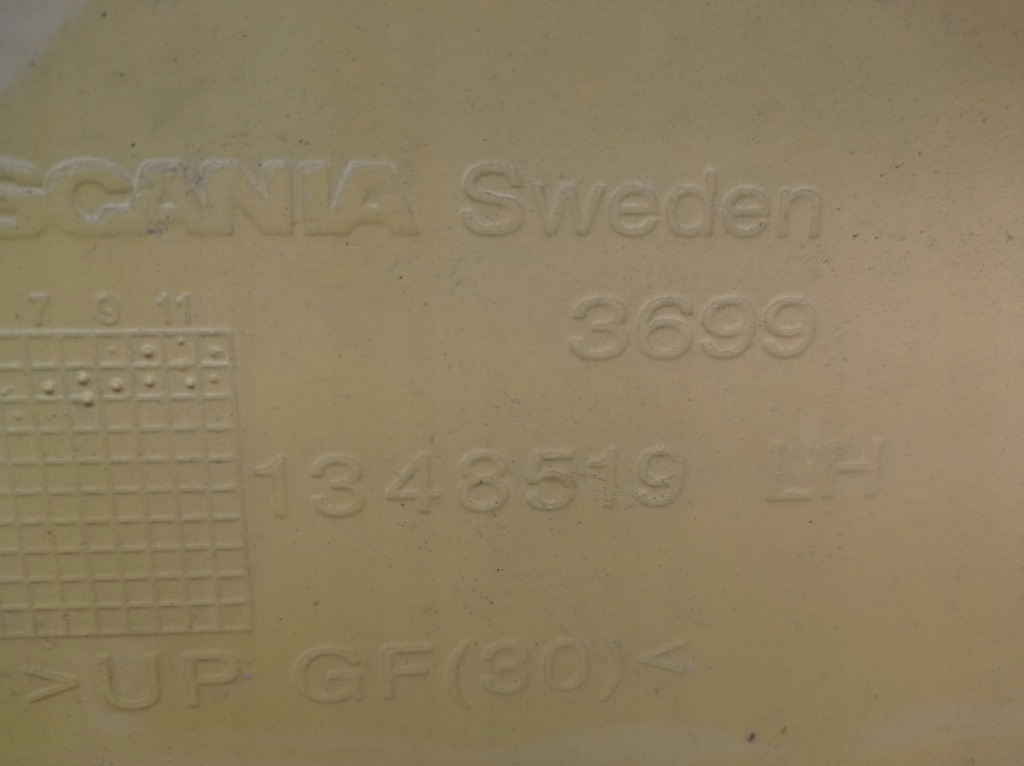 SCANIA Sweden
3699
7 9 11
1348519 LH
>UP GF(30)<